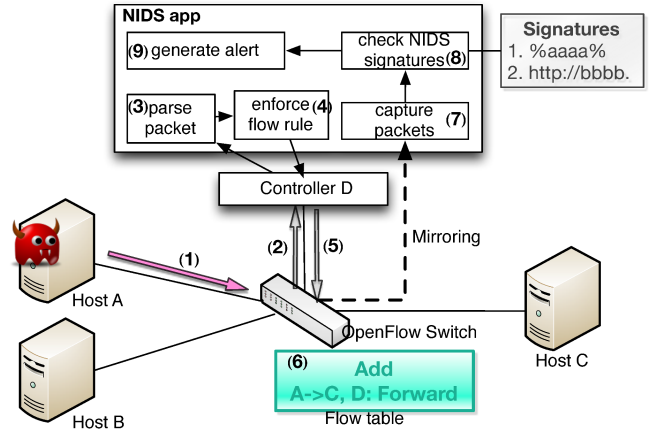 NIDS app
(9) generate alert
check NIDS
signatures(8)
Signatures
1. %aaaa%
2. http://bbbb.
(3)parse
packet
enforce(4)
flow rule
capture
packets (7)
Controller D
Mirroring
(1)
(2)
(5)
Host A
OpenFlow Switch
Host C
Host B
(6) Add
A->C, D: Forward
Flow table